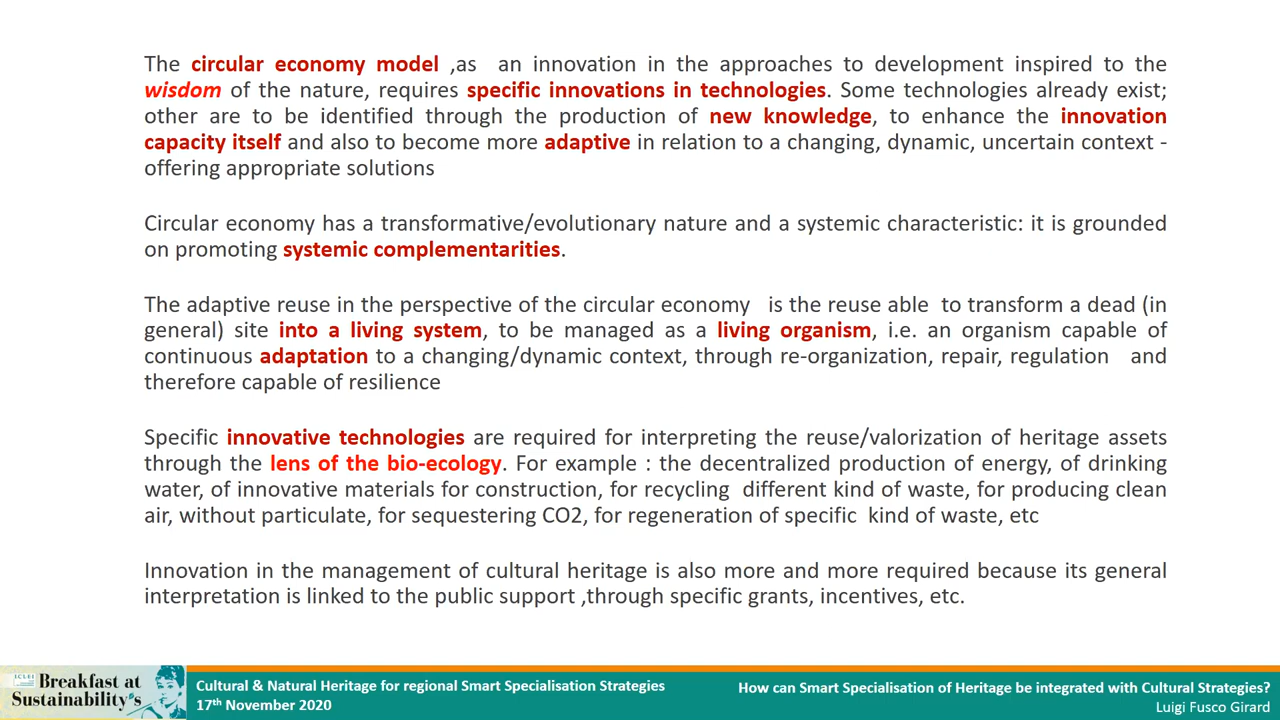 The circular economy model ,as an innovation in the approaches to development inspired to the
wisdom of the nature, requires specific innovations in technologies. Some technologies already exist;
other are to be identified through the production of new knowledge, to enhance the innovation
capacity itself and also to become more adaptive in relation to a changing, dynamic, uncertain context -
offering appropriate solutions
Circular economy has a transformative/evolutionary nature and a systemic characteristic: it is grounded
on promoting systemic complementarities.
The adaptive reuse in the perspective of the circular economy is the reuse able to transform a dead (in
general) site into a living system, to be managed as a living organism, i.e. an organism capable of
continuous adaptation to a changing/dynamic context, through re-organization, repair, regulation and
therefore capable of resilience
Specific innovative technologies are required for interpreting the reuse/valorization of heritage assets
through the lens of the bio-ecology. For example : the decentralized production of energy, of drinking
water, of innovative materials for construction, for recycling different kind of waste, for producing clean
air, without particulate, for sequestering CO2, for regeneration of specific kind of waste, etc
Innovation in the management of cultural heritage is also more and more required because its general
interpretation is linked to the public support ,through specific grants, incentives, etc.
ICLEI
Breakfast at
Sustainability's
Cultural & Natural Heritage for regional Smart Specialisation Strategies
17th November 2020
How can Smart Specialisation of Heritage be integrated with Cultural Strategies?
Luigi Fusco Girard